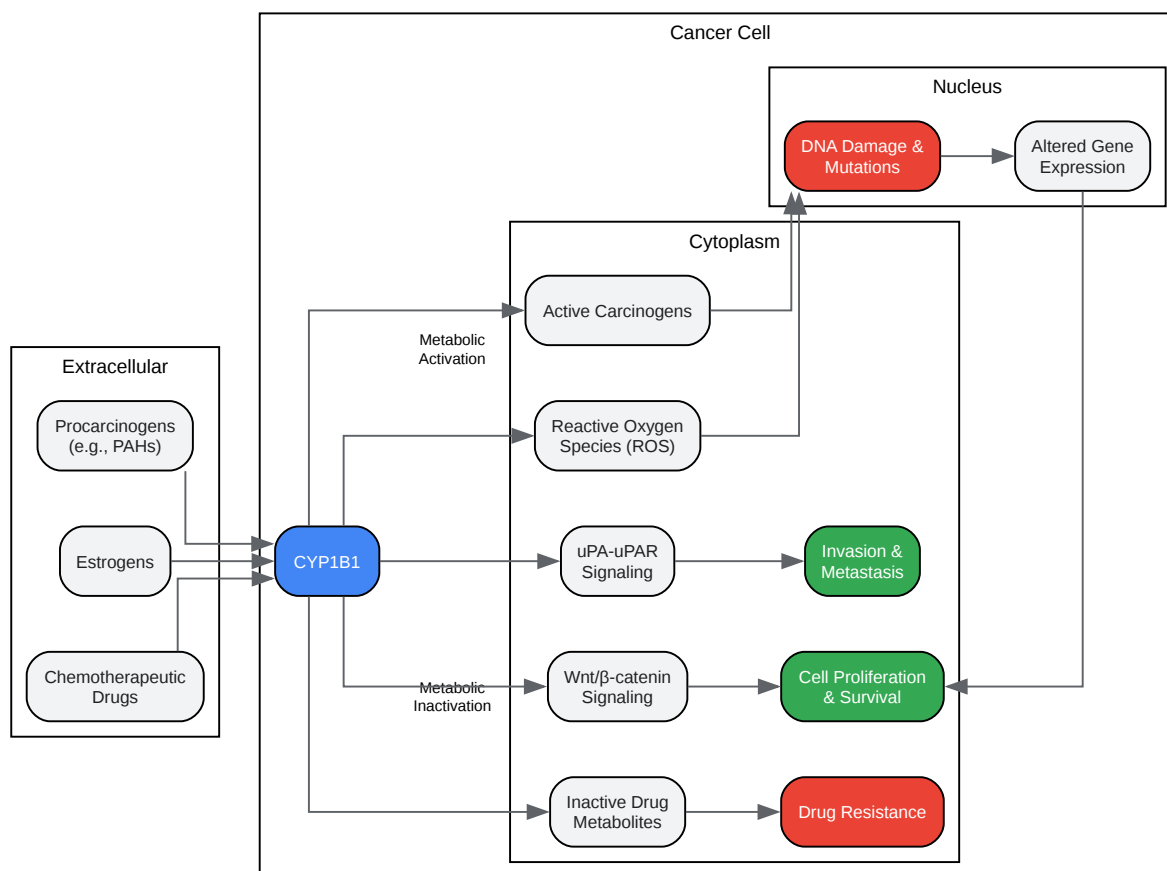 Cancer Cell
Nucleus
DNA Damage &
Mutations
Altered Gene
Expression
Cytoplasm
Active Carcinogens
Metabolic
Activation
Extracellular
Procarcinogens
(e.g., PAHs)
Reactive Oxygen
Species (ROS)
Estrogens
CYP1B1
uPA-uPAR
Signaling
Invasion &
Metastasis
Chemotherapeutic
Drugs
Metabolic
Inactivation
Wnt/β-catenin
Signaling
Cell Proliferation
& Survival
Inactive Drug
Metabolites
Drug Resistance